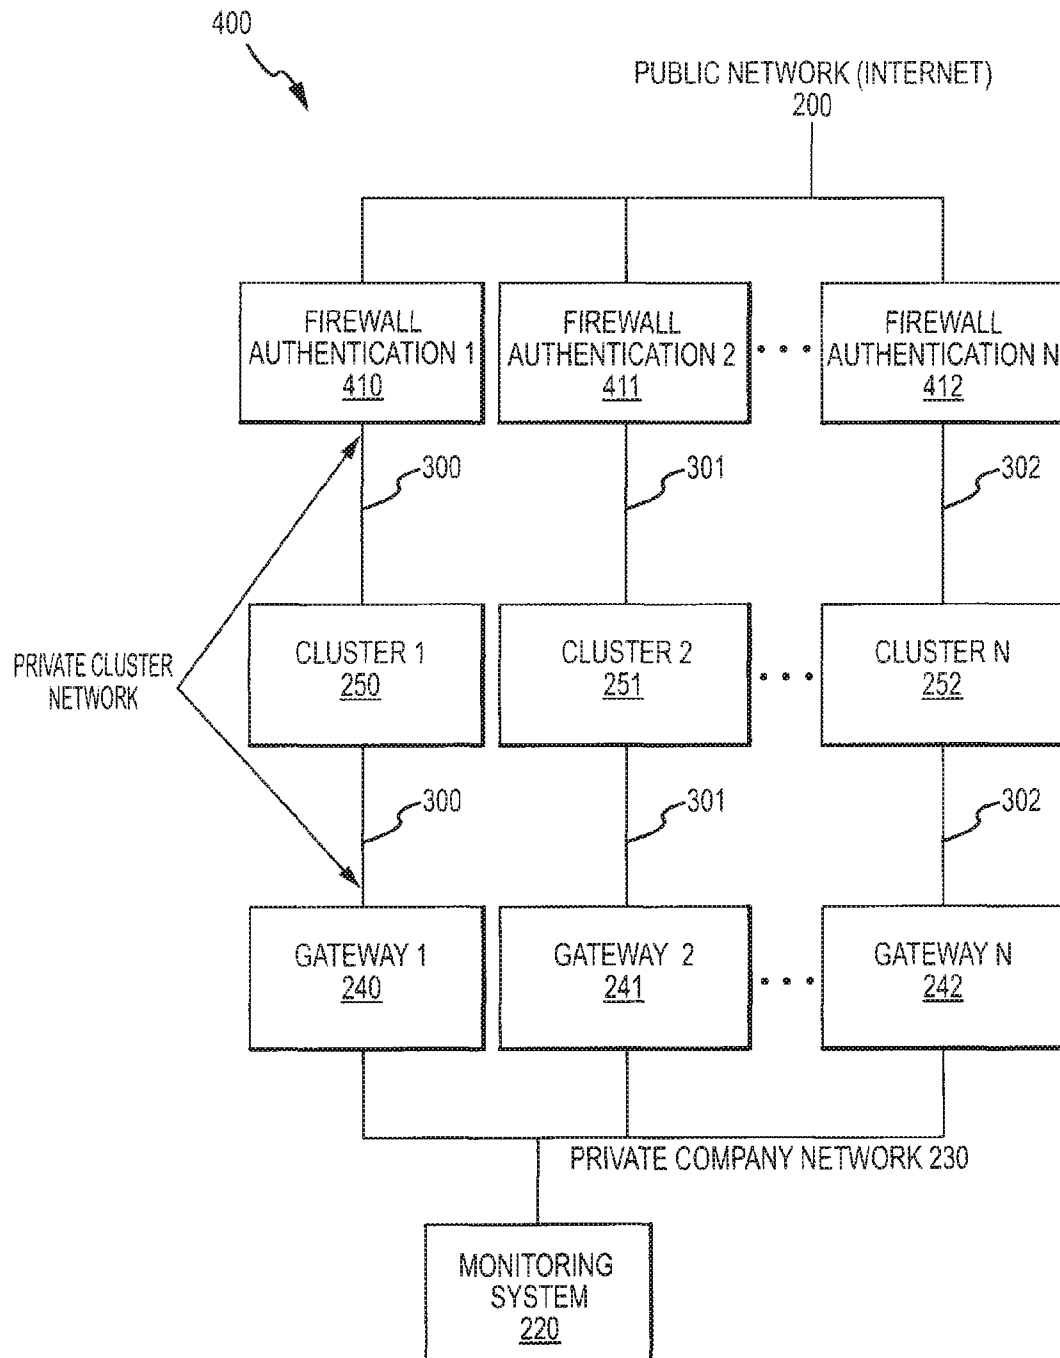 400
PUBLIC NETWORK (INTERNET)
200
FIREWALL
AUTHENTICATION 1
410
FIREWALL
AUTHENTICATION 2
411
FIREWALL
AUTHENTICATION N
412
300
301
302
PRIVATE CLUSTER
NETWORK
CLUSTER 1
250
CLUSTER 2
251
CLUSTER N
252
300
301
302
GATEWAY 1
240
GATEWAY 2
241
GATEWAY N
242
PRIVATE COMPANY NETWORK 230
MONITORING
SYSTEM
220